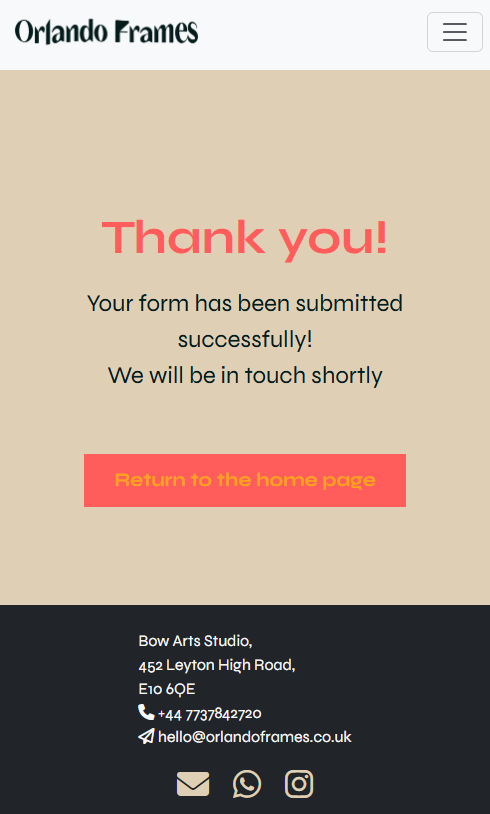 Orlando Frames
Thank you!
Your form has been submitted
successfully!
We will be in touch shortly
Return to the home page
Bow Arts Studio,
452 Leyton High Road,
E10 6QE
+44 7737842720
hello@orlandoframes.co.uk